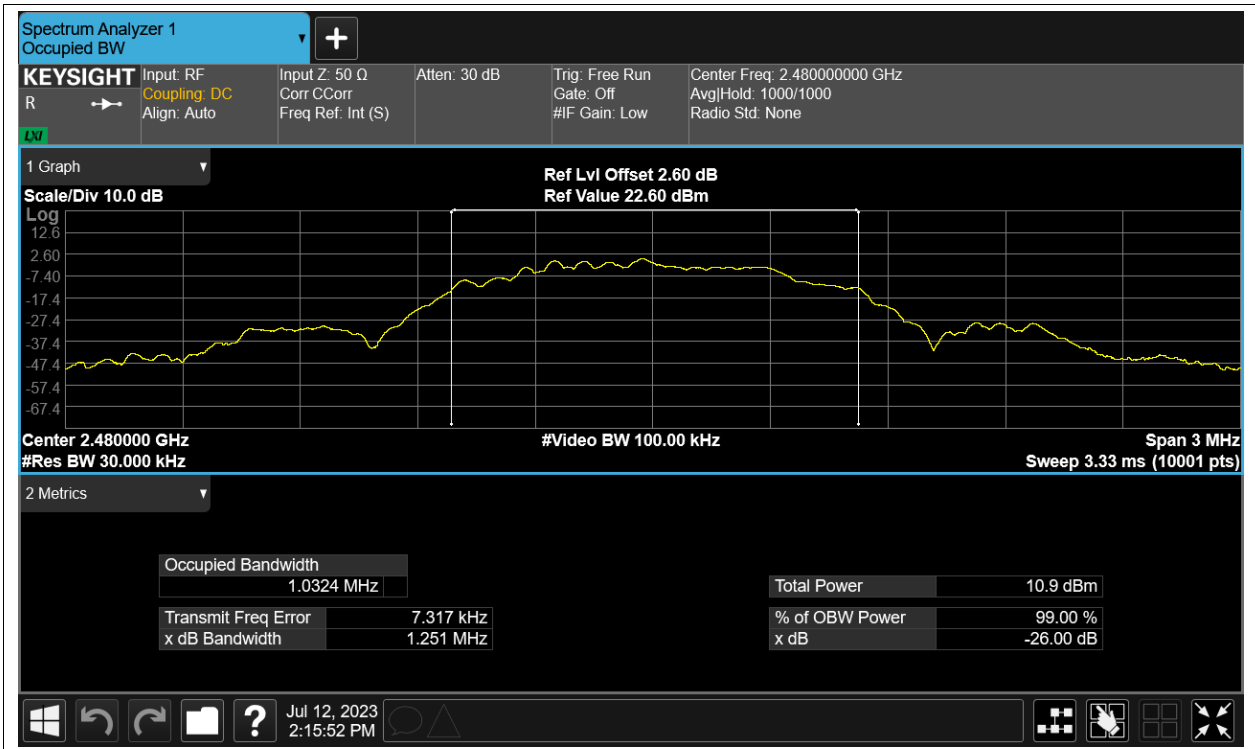 Spectrum Analyzer 1
Occupied BW
KEYSIGHT
R
LXI
Input: RF
Coupling: DC
Align: Auto
Input Z: 50 Ω
Corr CCorr
Freq Ref: Int (S)
Atten: 30 dB
Trig: Free Run
Gate: Off
#IF Gain: Low
Center Freq: 2.480000000 GHz
Avg|Hold: 1000/1000
Radio Std: None
1 Graph
Scale/Div 10.0 dB
Ref Lvl Offset 2.60 dB
Ref Value 22.60 dBm
Log
12.6
2.60
-7.40
-17.4
-27.4
-37.4
-47.4
-57.4
-67.4
Center 2.480000 GHz
#Res BW 30.000 kHz
#Video BW 100.00 kHz
Span 3 MHz
Sweep 3.33 ms (10001 pts)
2 Metrics
Occupied Bandwidth
1.0324 MHz
Transmit Freq Error 7.317 kHz
x dB Bandwidth 1.251 MHz
Total Power 10.9 dBm
% of OBW Power 99.00 %
x dB -26.00 dB
?
Jul 12, 2023
2:15:52 PM